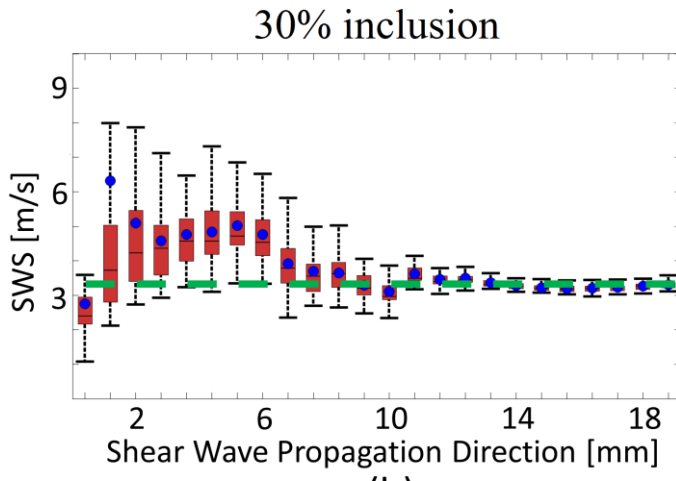 30% inclusion
9
6
3
SWS [m/s]
2 6 10 14 18
Shear Wave Propagation Direction [mm]